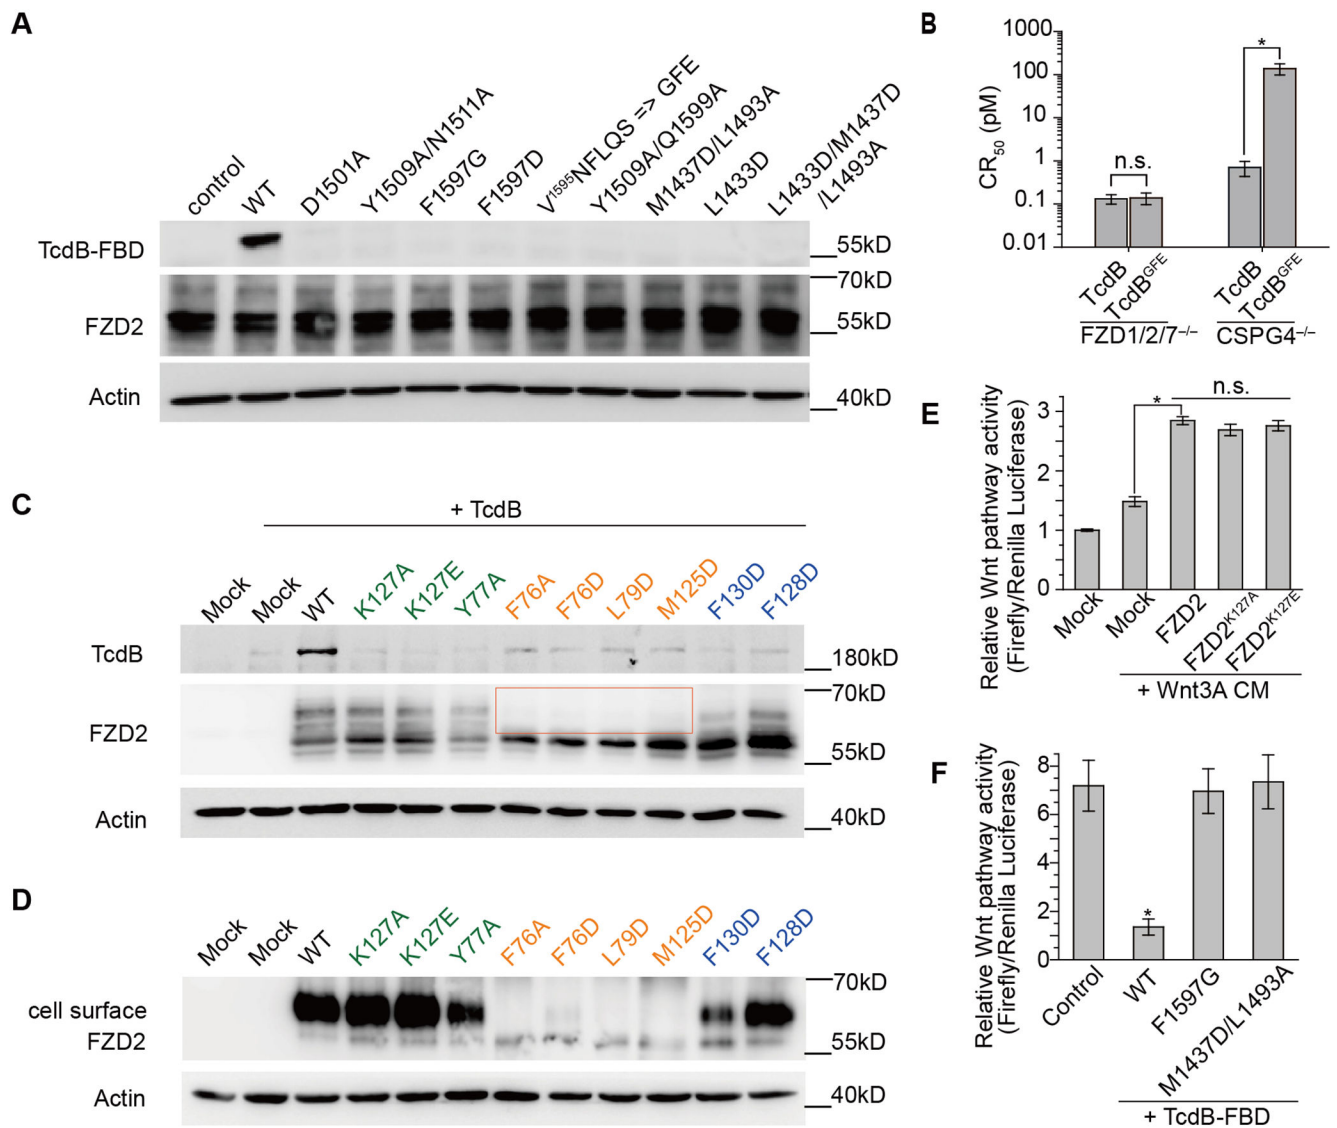 A
control
WT
D1501A
Y1509A/N1511A
F1597G
F1597D
V¹⁵⁹⁵NFLQS => GFE
Y1509A/Q1599A
M1437D/L1493A
L1433D
L1433D/M1437D
/L1493A
TcdB-FBD
55kD
70kD
FZD2
55kD
Actin
40kD
B
CR₅₀ (pM)
1000
100
10
1
0.1
0.01
n.s.
*
TcdB
TcdBᴳᶠᴱ
TcdB
TcdBᴳᶠᴱ
FZD1/2/7⁻/⁻
CSPG4⁻/⁻
C
+ TcdB
Mock
Mock
WT
K127A
K127E
Y77A
F76A
F76D
L79D
M125D
F130D
F128D
TcdB
180kD
70kD
FZD2
55kD
Actin
40kD
D
Mock
Mock
WT
K127A
K127E
Y77A
F76A
F76D
L79D
M125D
F130D
F128D
70kD
cell surface
FZD2
55kD
Actin
40kD
E
Relative Wnt pathway activity
(Firefly/Renilla Luciferase)
3
2
1
0
*
n.s.
Mock
Mock
FZD2
FZD2ᴷ¹²⁷ᴬ
FZD2ᴷ¹²⁷ᴱ
+ Wnt3A CM
F
Relative Wnt pathway activity
(Firefly/Renilla Luciferase)
8
6
4
2
0
*
Control
WT
F1597G
M1437D/L1493A
+ TcdB-FBD